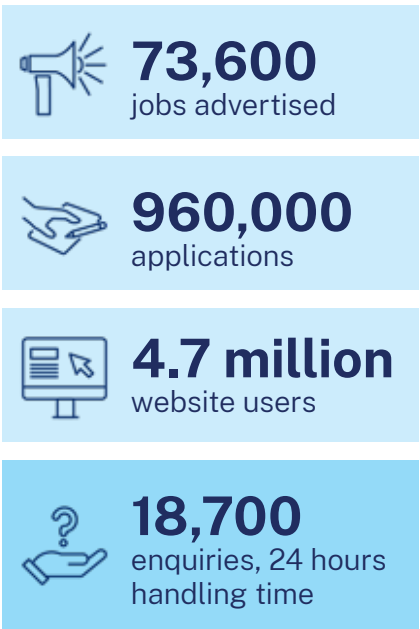 73,600
jobs advertised
960,000
applications
4.7 million
website users
18,700
enquiries, 24 hours
handling time